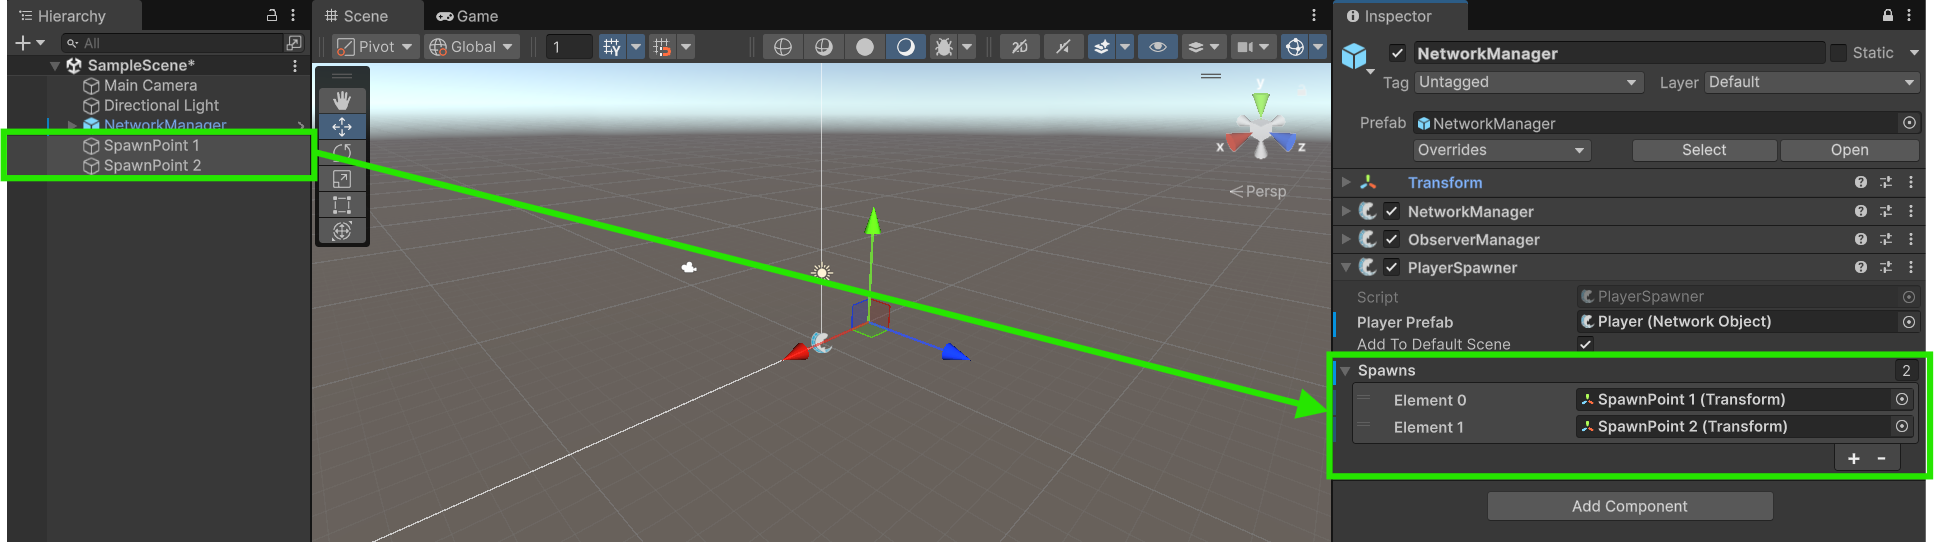 Hierarchy
All
SampleScene*
Main Camera
Directional Light
NetworkManager
SpawnPoint 1
SpawnPoint 2
Scene
Game
Pivot
Global
1
2D
y
x
z
Persp
Inspector
NetworkManager
Static
Tag
Untagged
Layer
Default
Prefab
NetworkManager
Overrides
Select
Open
Transform
NetworkManager
ObserverManager
PlayerSpawner
Script
PlayerSpawner
Player Prefab
Player (Network Object)
Add To Default Scene
Spawns
2
Element 0
SpawnPoint 1 (Transform)
Element 1
SpawnPoint 2 (Transform)
+ -
Add Component